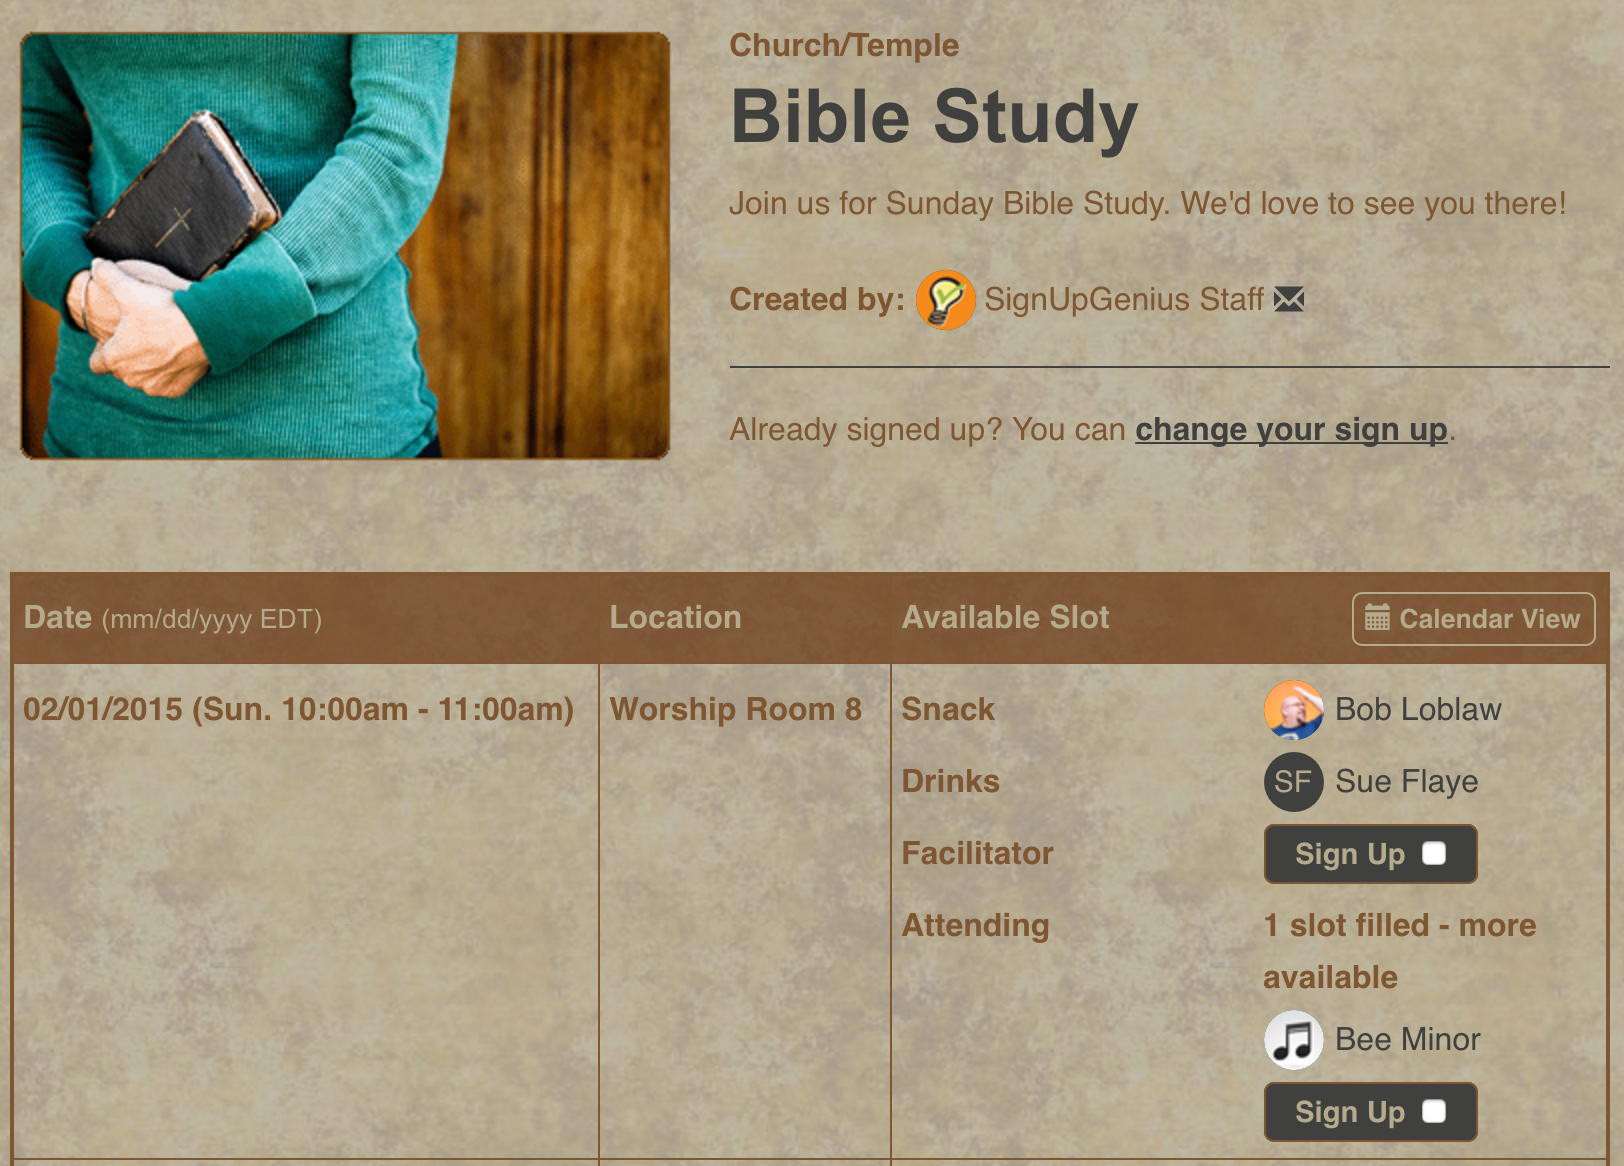 Church/Temple
Bible Study
Join us for Sunday Bible Study. We'd love to see you there!
Created by: SignUpGenius Staff
Already signed up? You can change your sign up.
Date (mm/dd/yyyy EDT) Location Available Slot Calendar View
02/01/2015 (Sun. 10:00am - 11:00am) Worship Room 8 Snack Bob Loblaw
Drinks SF Sue Flaye
Facilitator Sign Up
Attending 1 slot filled - more
available
Bee Minor
Sign Up